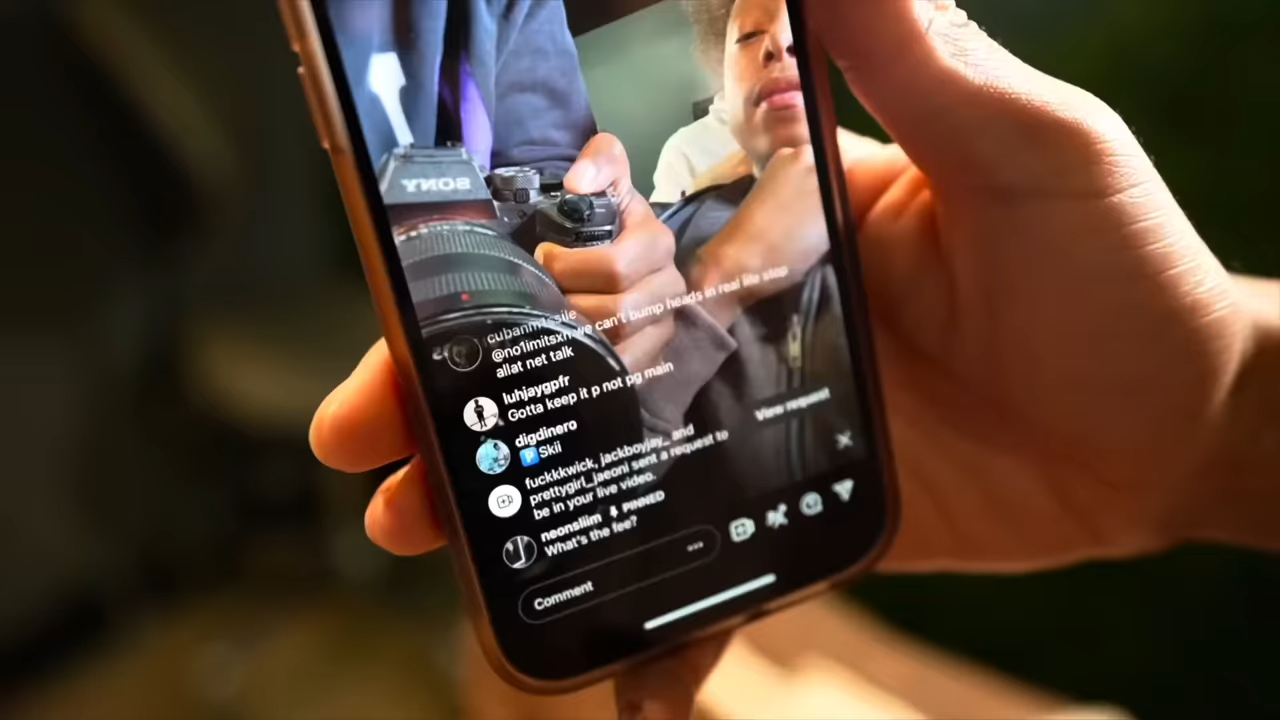 SONY
cubanm1ssile
@no1imitsxn we can't bump heads in real life stop
allat net talk
luhjaygpfr
Gotta keep it p not pg main
digdinero
🅿️Skii
fuckkkwick, jackboyjay_ and
prettygirl_jaeoni sent a request to
be in your live video.
View request
neonsliim PINNED
What's the fee?
Comment